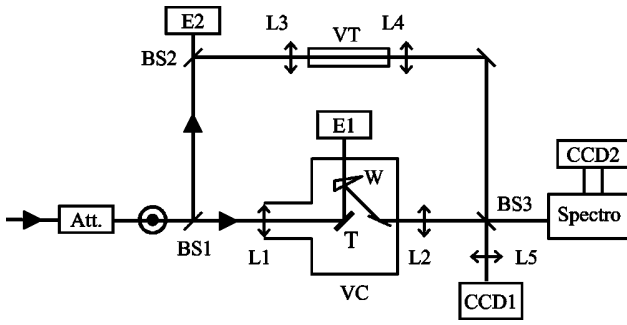 E2
L3
VT
L4
BS2
E1
W
CCD2
Att.
BS1
L1
T
L2
BS3
Spectro
L5
VC
CCD1